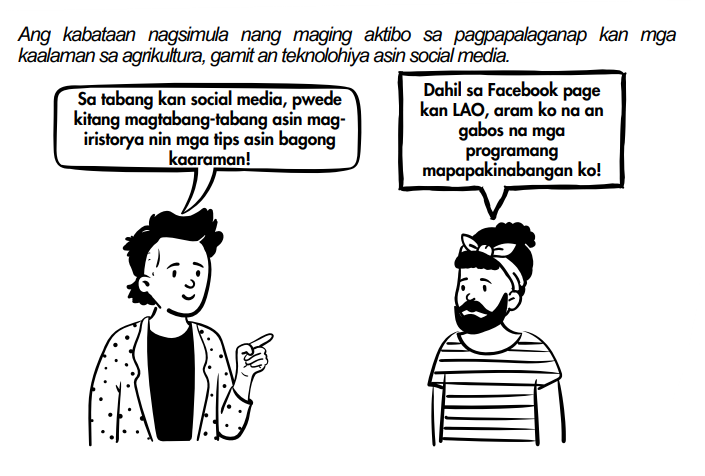 Ang kabataan nagsimula nang maging aktibo sa pagpapalaganap kan mga
kaalaman sa agrikultura, gamit an teknolohiya asin social media.
Sa tabang kan social media, pwede
kitang magtabang-tabang asin mag-
iristorya nin mga tips asin bagong
kaaraman!
Dahil sa Facebook page
kan LAO, aram ko na an
gabos na mga
programang
mapapakinabangan ko!